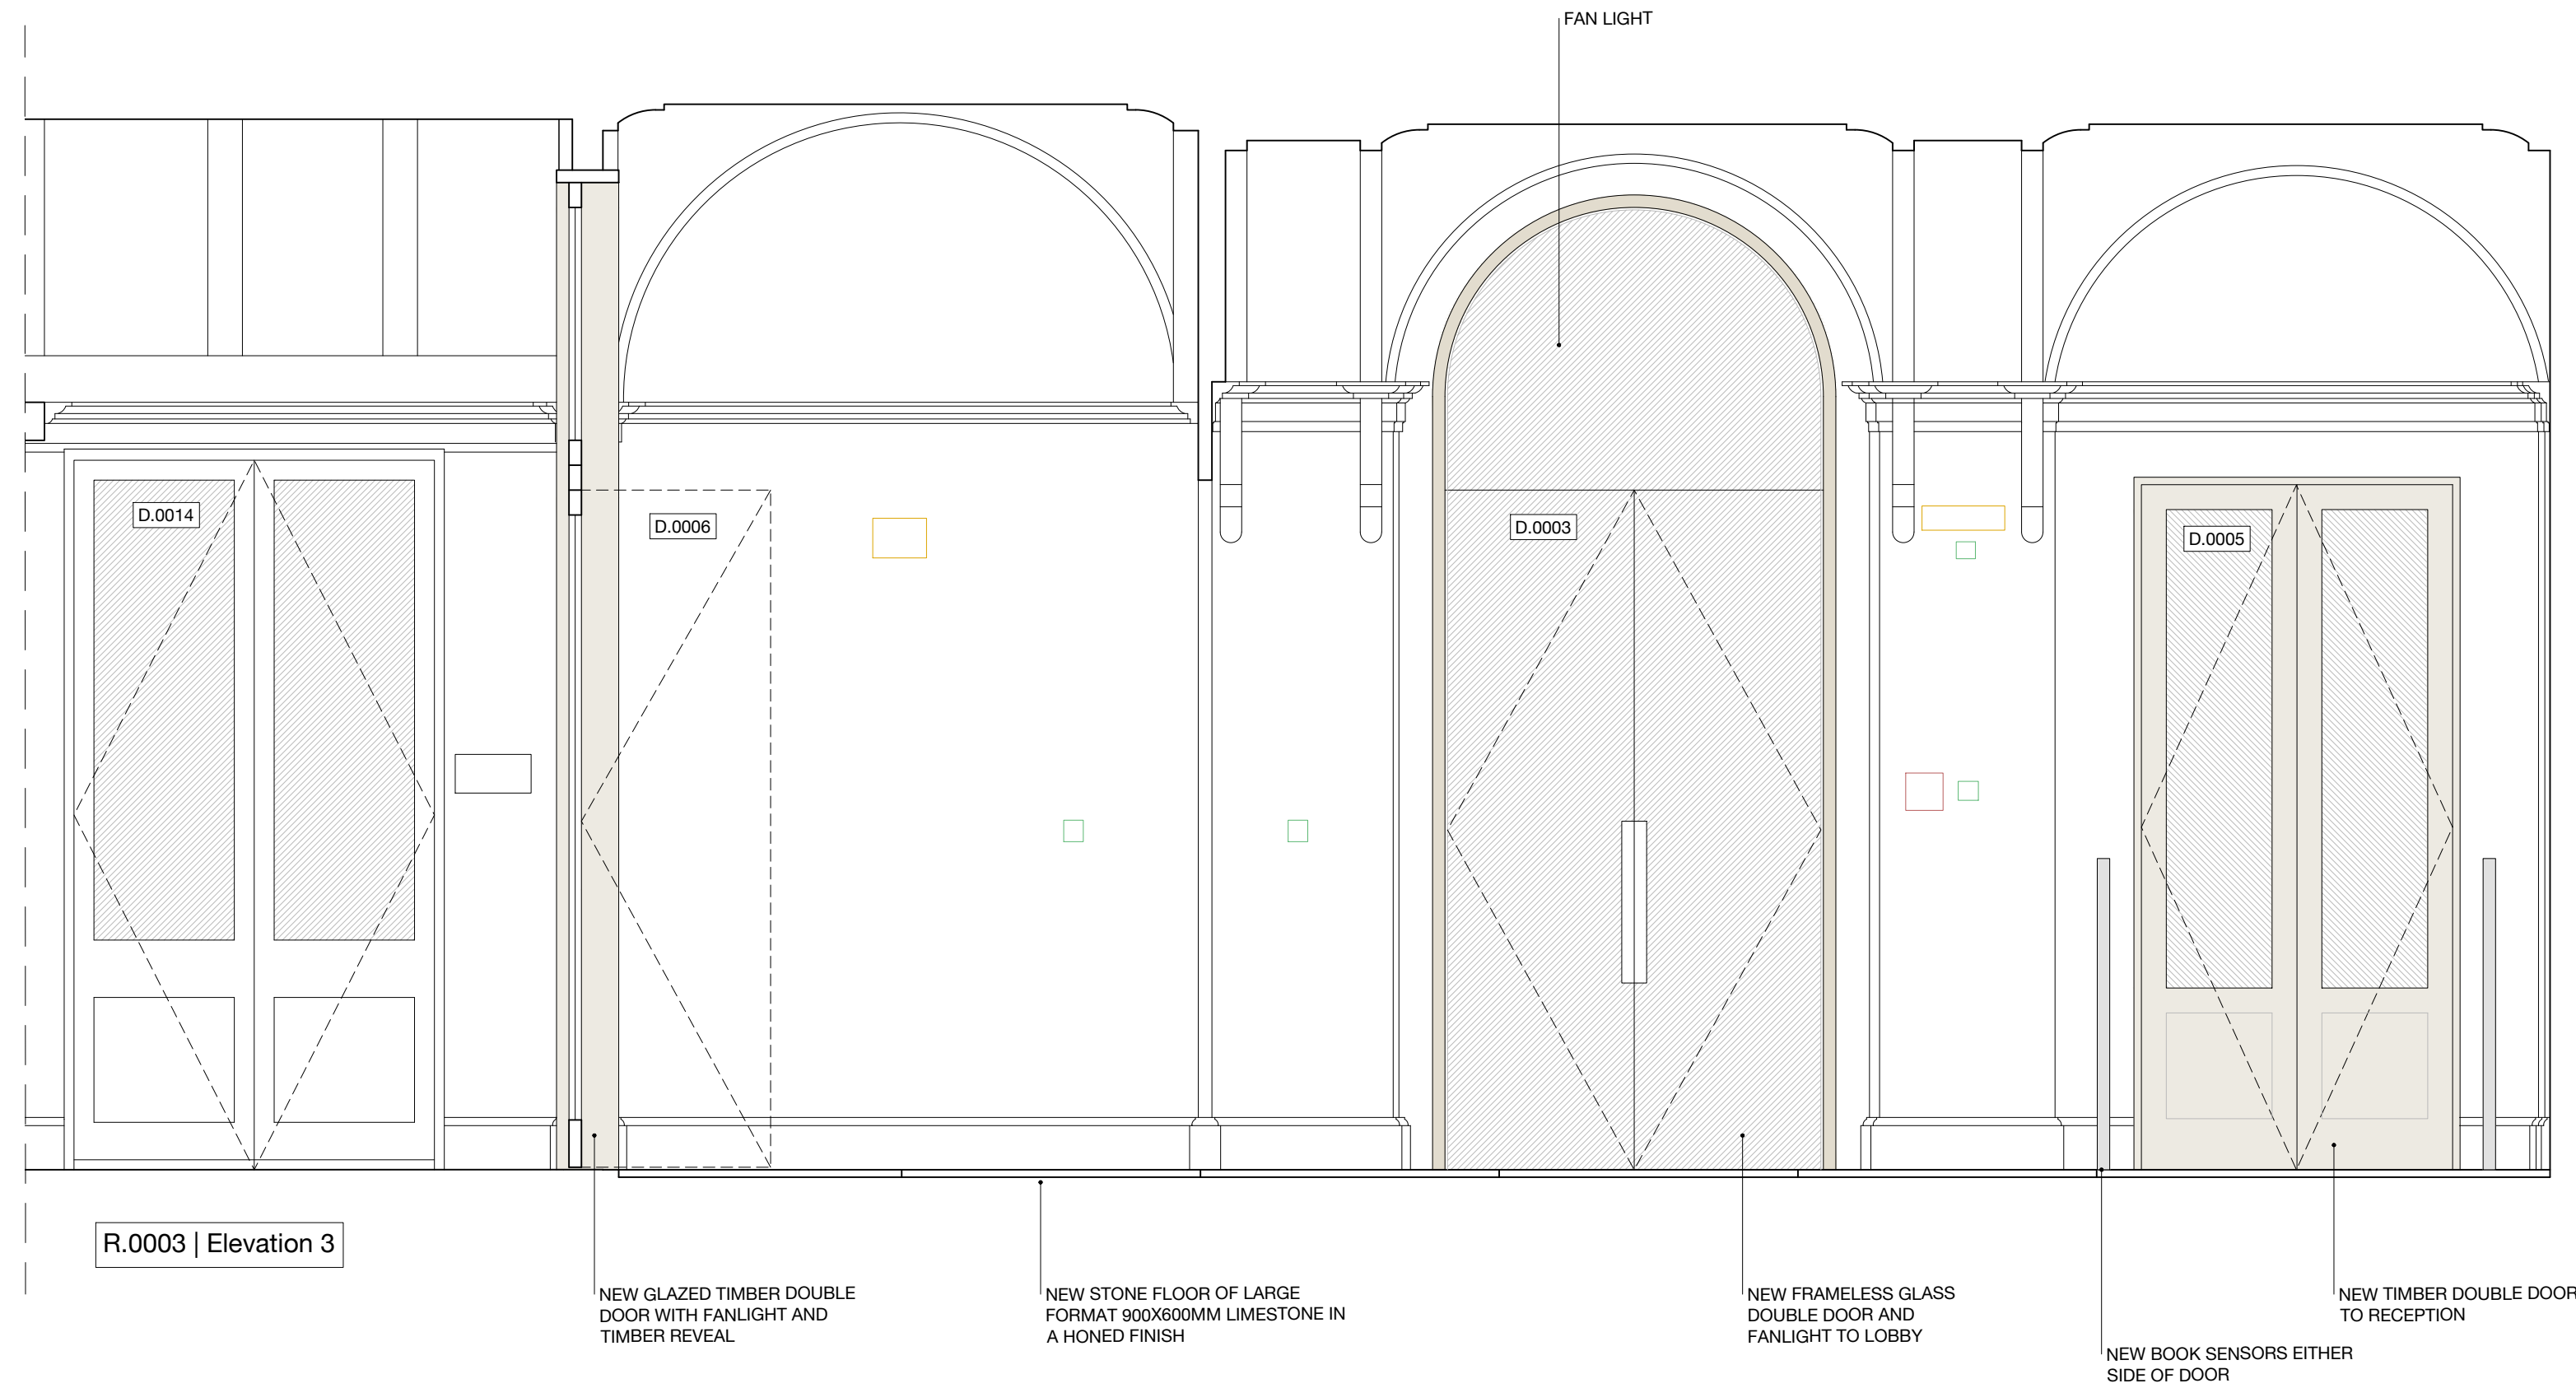 FAN LIGHT
D.0014
D.0006
D.0003
D.0005
R.0003 | Elevation 3
NEW GLAZED TIMBER DOUBLE
DOOR WITH FANLIGHT AND
TIMBER REVEAL
NEW STONE FLOOR OF LARGE
FORMAT 900X600MM LIMESTONE IN
A HONED FINISH
NEW FRAMELESS GLASS
DOUBLE DOOR AND
FANLIGHT TO LOBBY
NEW TIMBER DOUBLE DOOR
TO RECEPTION
NEW BOOK SENSORS EITHER
SIDE OF DOOR